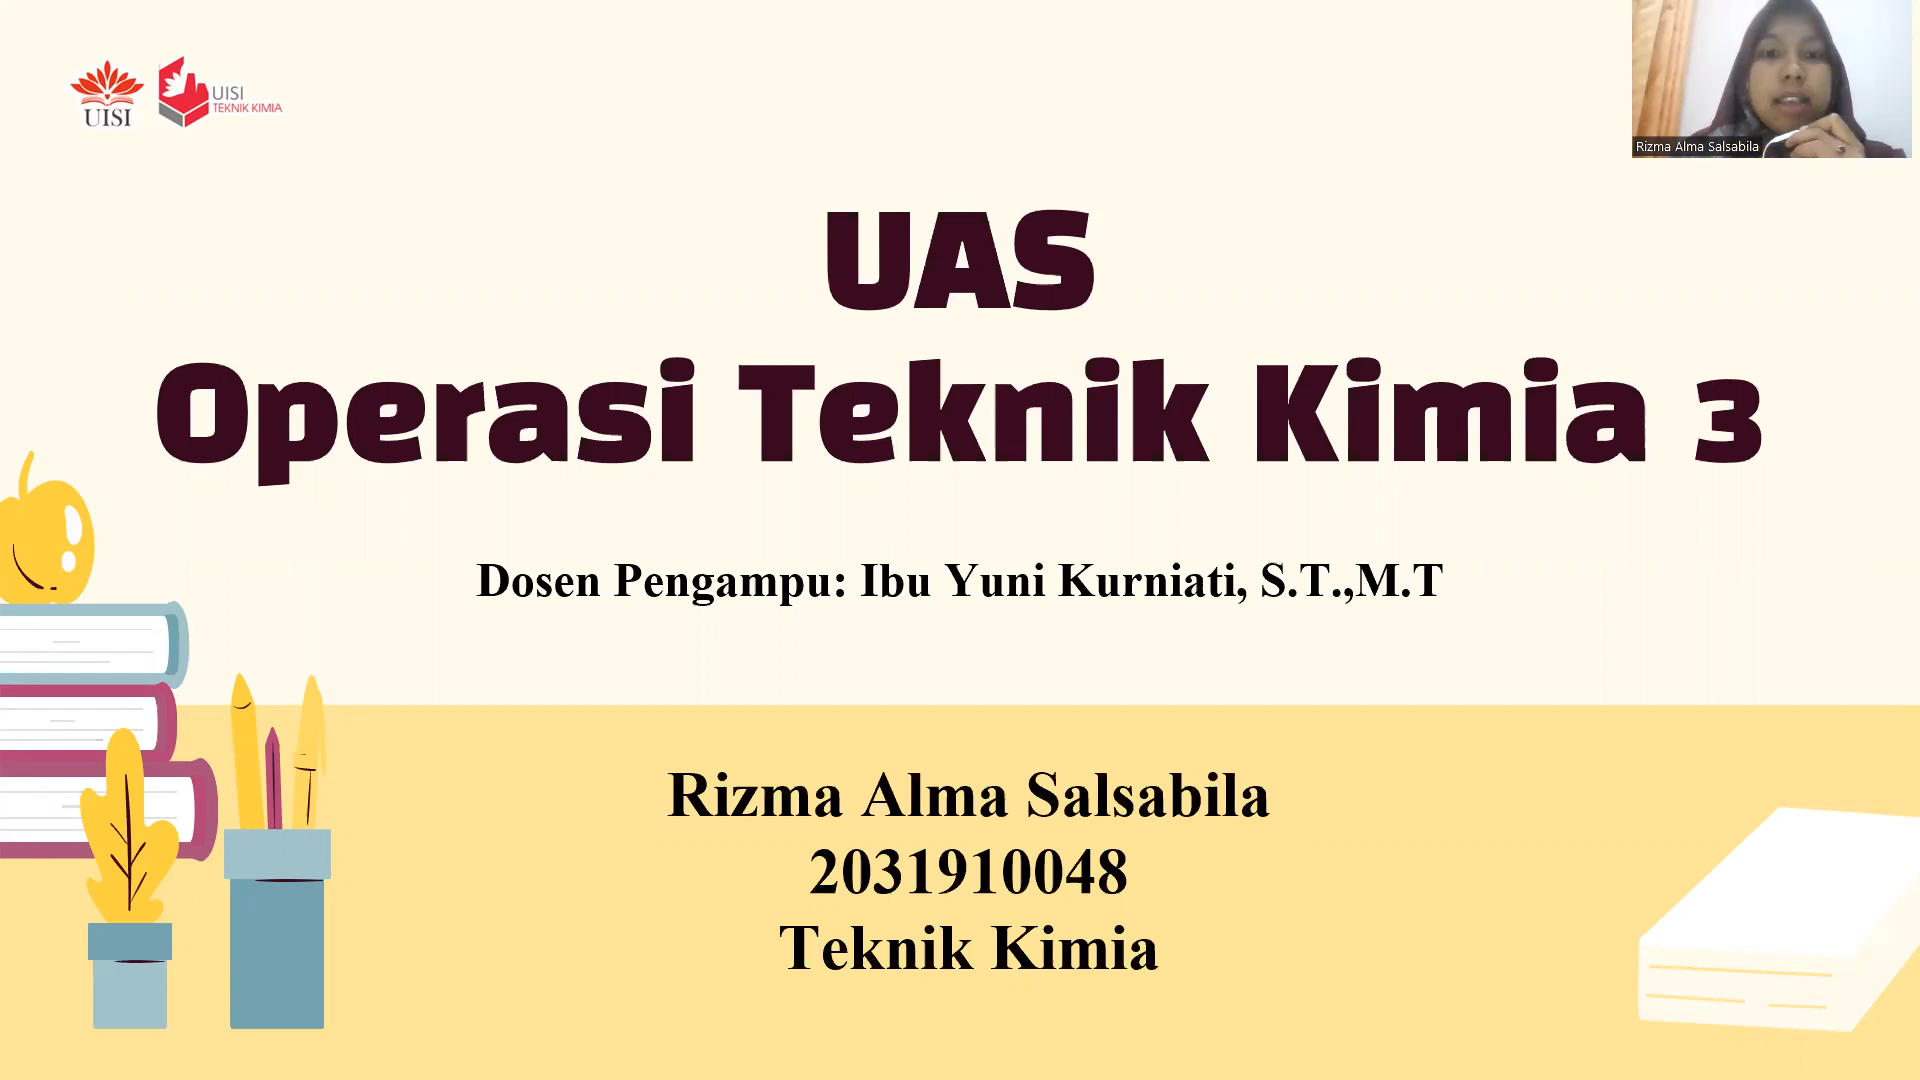 UISI
UISI
TEKNIK KIMIA
Rizma Alma Salsabila
UAS
Operasi Teknik Kimia 3
Dosen Pengampu: Ibu Yuni Kurniati, S.T.,M.T
Rizma Alma Salsabila
2031910048
Teknik Kimia